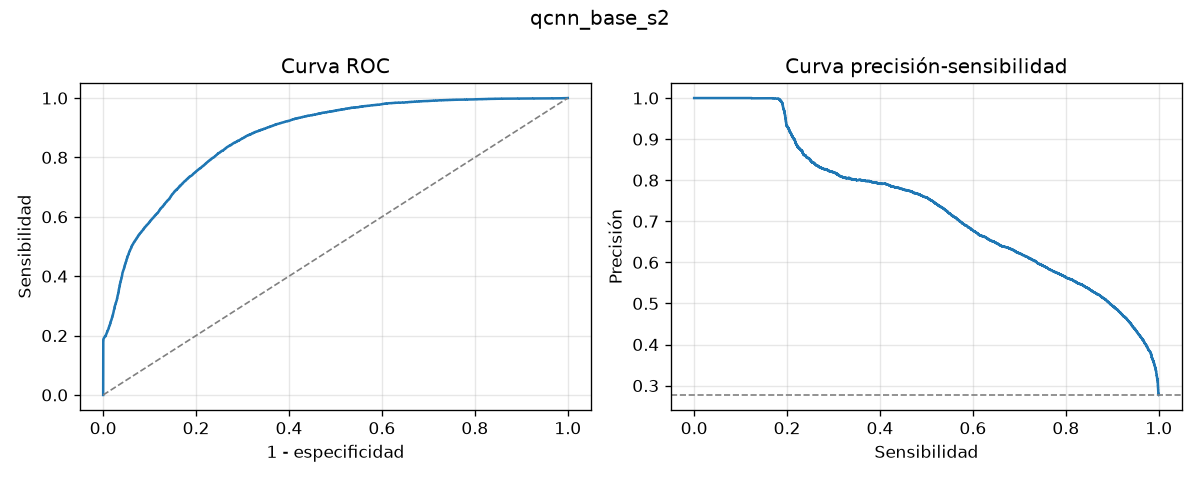 qcnn_base_s2
Curva ROC
Sensibilidad
1.0
0.8
0.6
0.4
0.2
0.0
0.0 0.2 0.4 0.6 0.8 1.0
1 - especificidad
Curva precisión-sensibilidad
Precisión
1.0
0.9
0.8
0.7
0.6
0.5
0.4
0.3
0.0 0.2 0.4 0.6 0.8 1.0
Sensibilidad